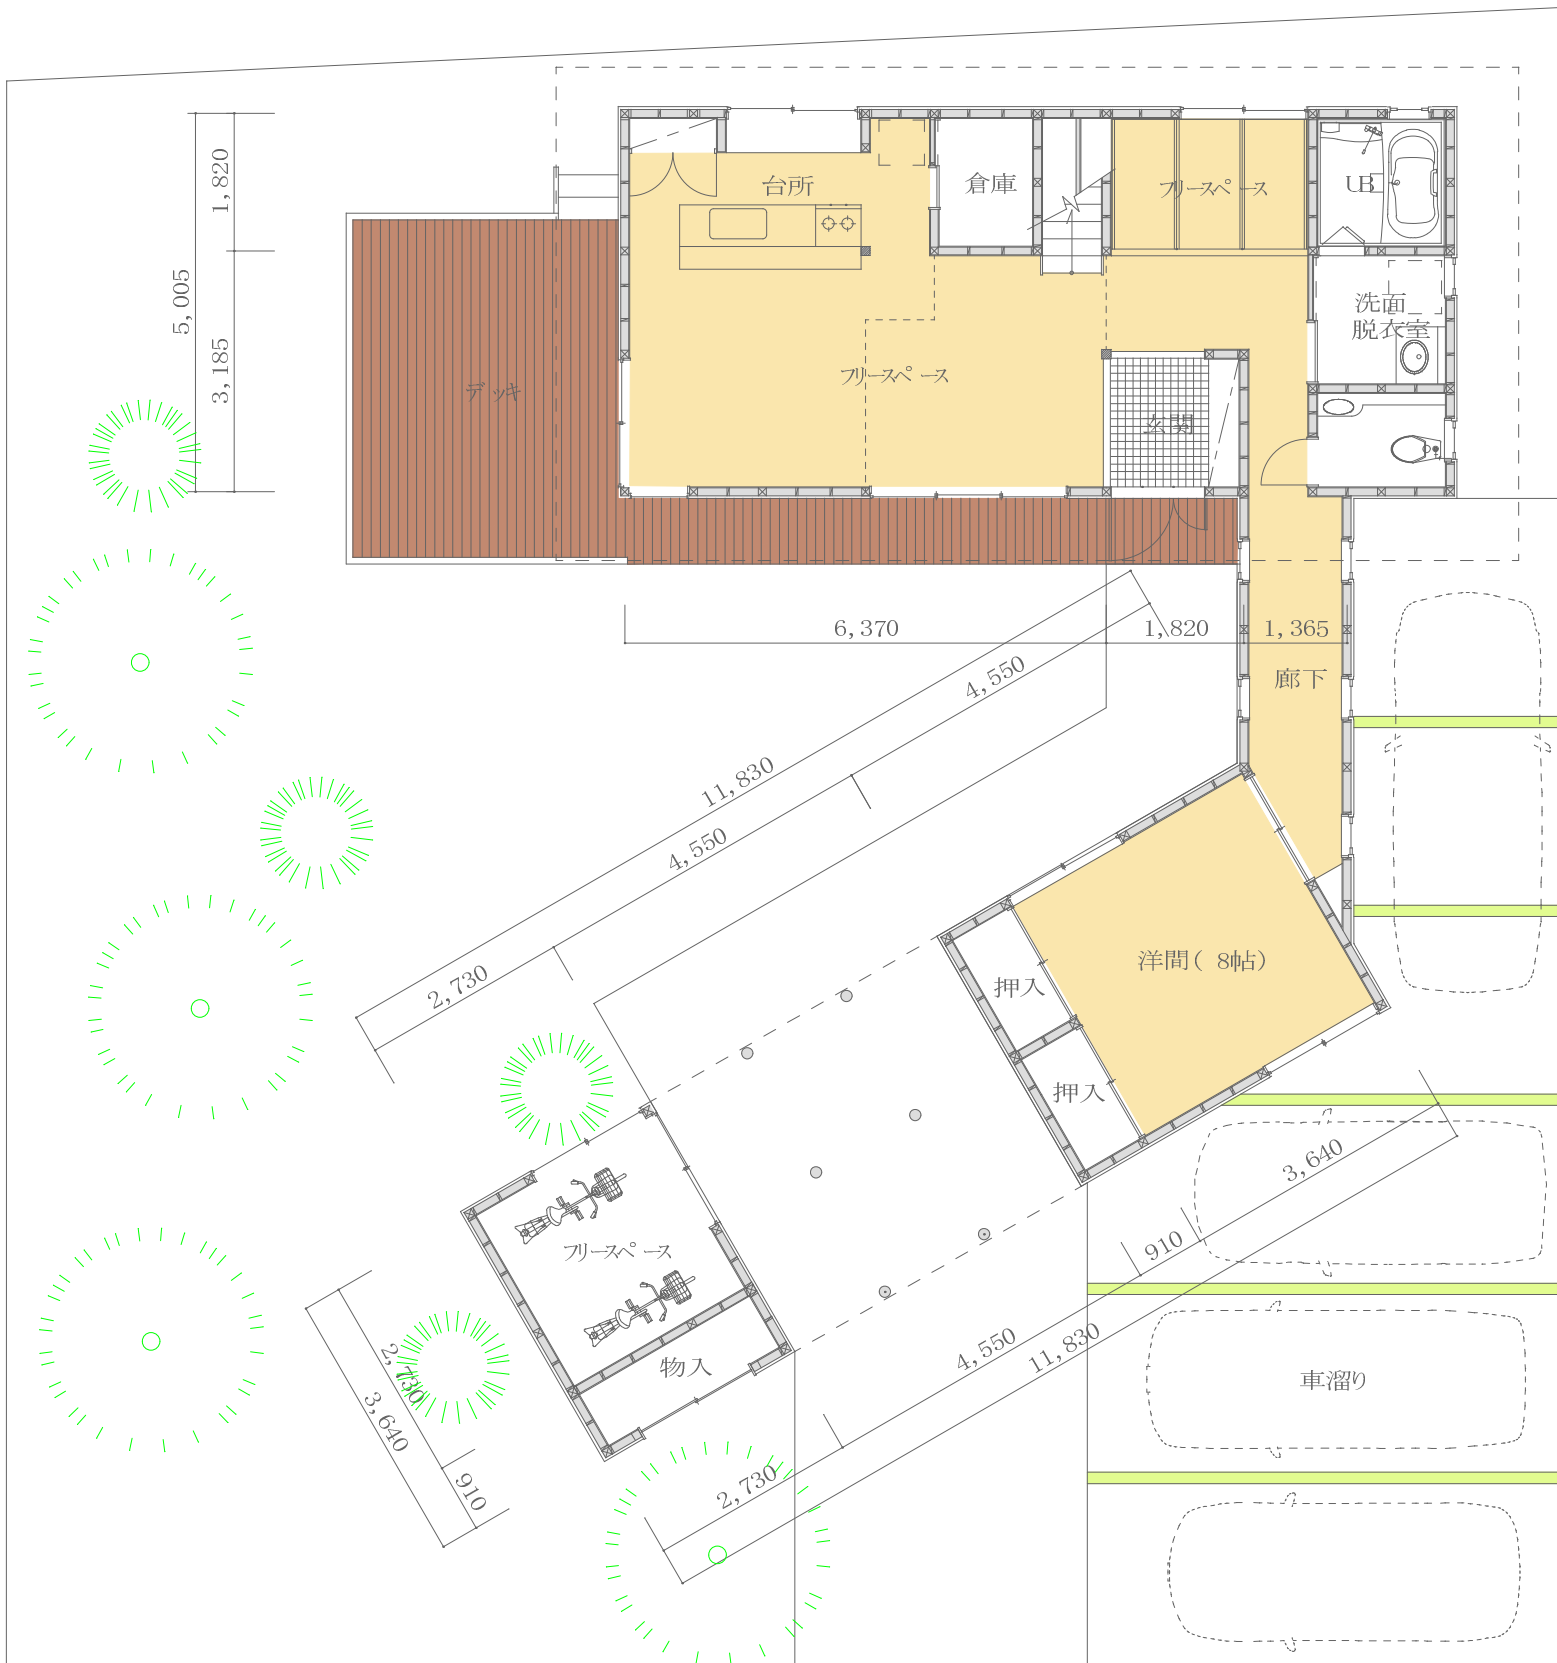 台所
倉庫
フリースペース
UB
1,820
5,005
3,185
洗面
脱衣室
デッキ
フリースペース
玄関
6,370
1,820
1,365
廊下
4,550
11,830
4,550
2,730
洋間( 8帖)
押入
押入
3,640
910
フリースペース
4,550
11,830
物入
2,730
3,640
910
車溜り
2,730